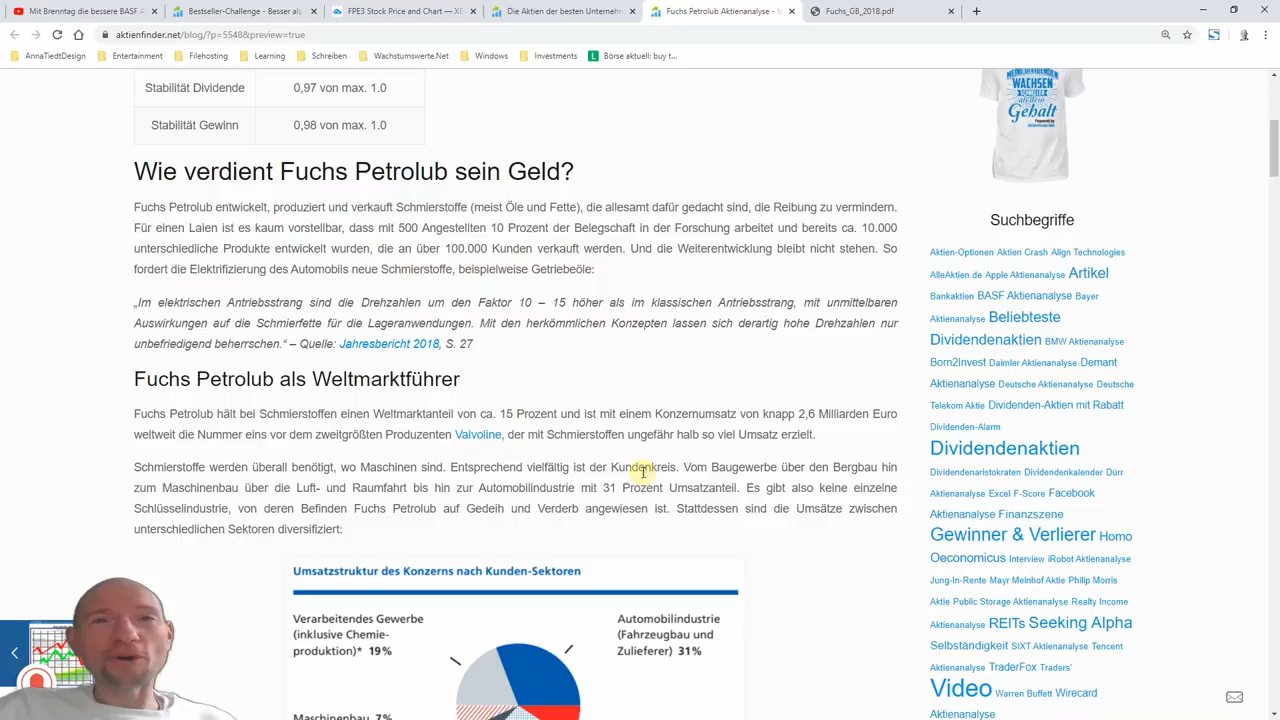 Mit Brenntag die bessere BASF A
Bestseller-Challenge - Besser als
FPE3 Stock Price and Chart — XE
Die Aktien der besten Unternehm
Fuchs Petrolub Aktienanalyse - I
Fuchs_GB_2018.pdf
aktienfinder.net/blog/?p=5548&preview=true
AnnaTiedtDesign
Entertainment
Filehosting
Learning
Schreiben
Wachstumswerte.Net
Windows
Investments
Börse aktuell: buy t...
Stabilität Dividende 0,97 von max. 1.0
Stabilität Gewinn 0,98 von max. 1.0
Wie verdient Fuchs Petrolub sein Geld?
Fuchs Petrolub entwickelt, produziert und verkauft Schmierstoffe (meist Öle und Fette), die allesamt dafür gedacht sind, die Reibung zu vermindern.
Für einen Laien ist es kaum vorstellbar, dass mit 500 Angestellten 10 Prozent der Belegschaft in der Forschung arbeitet und bereits ca. 10.000
unterschiedliche Produkte entwickelt wurden, die an über 100.000 Kunden verkauft werden. Und die Weiterentwicklung bleibt nicht stehen. So
fordert die Elektrifizierung des Automobils neue Schmierstoffe, beispielweise Getriebeöle:
„Im elektrischen Antriebsstrang sind die Drehzahlen um den Faktor 10 – 15 höher als im klassischen Antriebsstrang, mit unmittelbaren
Auswirkungen auf die Schmierfette für die Lageranwendungen. Mit den herkömmlichen Konzepten lassen sich derartig hohe Drehzahlen nur
unbefriedigend beherrschen.“ – Quelle: Jahresbericht 2018, S. 27
Fuchs Petrolub als Weltmarktführer
Fuchs Petrolub hält bei Schmierstoffen einen Weltmarktanteil von ca. 15 Prozent und ist mit einem Konzernumsatz von knapp 2,6 Milliarden Euro
weltweit die Nummer eins vor dem zweitgrößten Produzenten Valvoline, der mit Schmierstoffen ungefähr halb so viel Umsatz erzielt.
Schmierstoffe werden überall benötigt, wo Maschinen sind. Entsprechend vielfältig ist der Kundenkreis. Vom Baugewerbe über den Bergbau hin
zum Maschinenbau über die Luft- und Raumfahrt bis hin zur Automobilindustrie mit 31 Prozent Umsatzanteil. Es gibt also keine einzelne
Schlüsselindustrie, von deren Befinden Fuchs Petrolub auf Gedeih und Verderb angewiesen ist. Stattdessen sind die Umsätze zwischen
unterschiedlichen Sektoren diversifiziert:
Umsatzstruktur des Konzerns nach Kunden-Sektoren
Verarbeitendes Gewerbe
(inklusive Chemie-
produktion)* 19%
Maschinenbau 7%
Automobilindustrie
(Fahrzeugbau und
Zulieferer) 31%
MEINE DIVIDENDEN
WACHSEN
Gehalt
Suchbegriffe
Aktien-Optionen Aktien Crash Align Technologies
AlleAktien.de Apple Aktienanalyse Artikel
Bankaktien BASF Aktienanalyse Bayer
Aktienanalyse Beliebteste
Dividendenaktien BMW Aktienanalyse
Born2Invest Daimler Aktienanalyse Demant
Aktienanalyse Deutsche Aktienanalyse Deutsche
Telekom Aktie Dividenden-Aktien mit Rabatt
Dividenden-Alarm
Dividendenaktien
Dividendenaristokraten Dividendenkalender Dürr
Aktienanalyse Excel F-Score Facebook
Aktienanalyse Finanzszene
Gewinner & Verlierer Homo
Oeconomicus Interview iRobot Aktienanalyse
Jung-In-Rente Mayr Melnhof Aktie Philip Morris
Aktie Public Storage Aktienanalyse Realty Income
Aktienanalyse REITs Seeking Alpha
Selbständigkeit SIXT Aktienanalyse Tencent
Aktienanalyse TraderFox Traders'
Video Warren Buffett Wirecard
Aktienanalyse